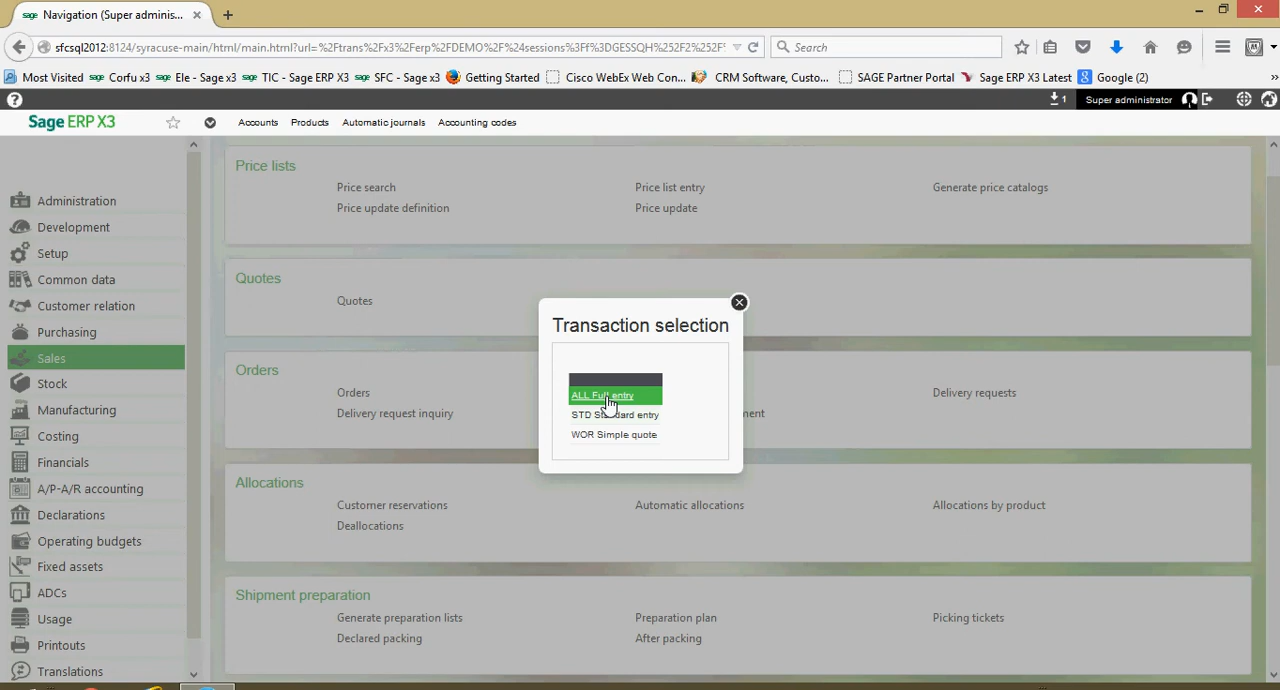 sage Navigation (Super adminis...
sfcsql2012:8124/syracuse-main/html/main.html?url=%2Ftrans%2Fx3%2Ferp%2FDEMO%2F%24sessions%3Ff%3DGESSQH%252F2%252F%
Search
Most Visited sage Corfu x3 sage Ele - Sage x3 sage TIC - Sage ERP X3 sage SFC - Sage x3 Getting Started Cisco WebEx Web Con... CRM Software, Custo... SAGE Partner Portal Sage ERP X3 Latest Google (2) »
? 1 Super administrator
Sage ERP X3 Accounts Products Automatic journals Accounting codes
Administration
Development
Setup
Common data
Customer relation
Purchasing
Sales
Stock
Manufacturing
Costing
Financials
A/P-A/R accounting
Declarations
Operating budgets
Fixed assets
ADCs
Usage
Printouts
Translations
Price lists
Price search Price list entry Generate price catalogs
Price update definition Price update
Quotes
Quotes
Orders
Orders Delivery requests
Delivery request inquiry
Allocations
Customer reservations Automatic allocations Allocations by product
Deallocations
Shipment preparation
Generate preparation lists Preparation plan Picking tickets
Declared packing After packing
Transaction selection
ALL Full entry
STD Standard entry
WOR Simple quote